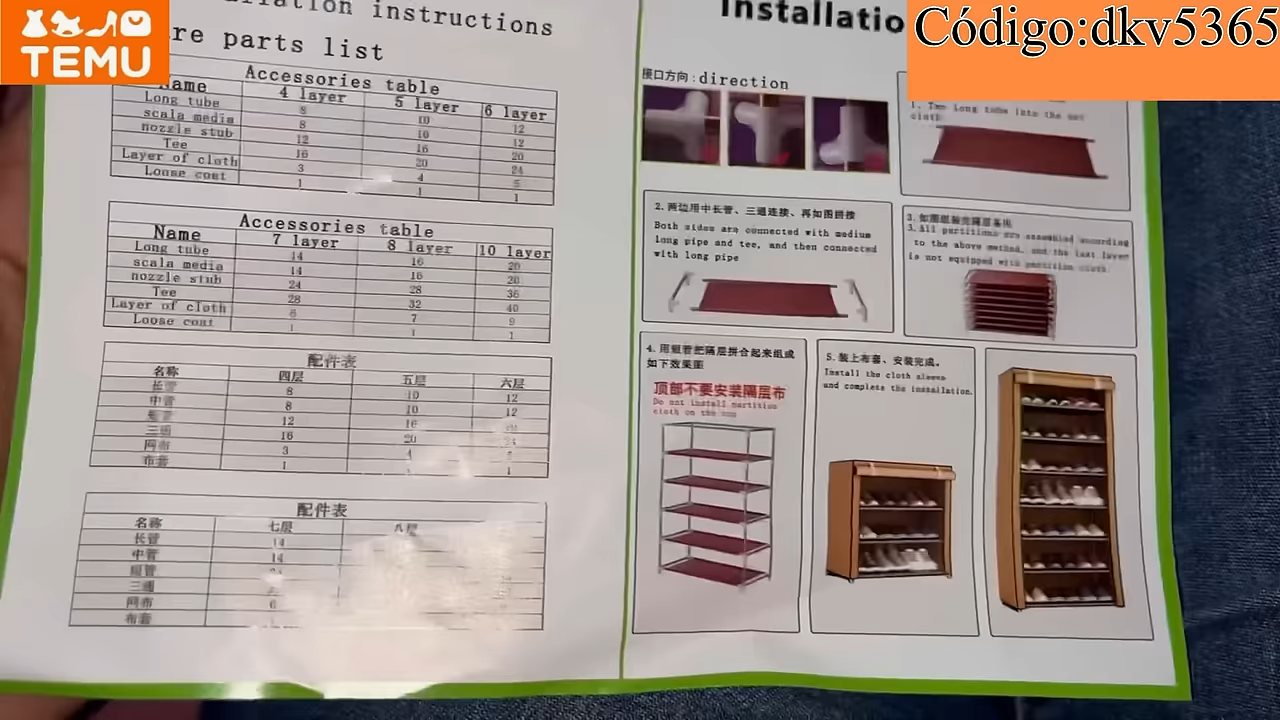 TEMU
Código:dkv5365
instructions
re parts list
Accessories table
Name 4 layer 5 layer 6 layer
Long tube 8 10 12
scala media 8 10 12
nozzle stub 12 16 20
Tee 16 20 24
Layer of cloth 3 4 5
Loose coat 1 1 1
Accessories table
Name 7 layer 8 layer 10 layer
Long tube 14 16 20
scala media 14 16 20
nozzle stub 24 28 36
Tee 28 32 40
Layer of cloth 6 7 9
Loose coat 1 1 1
配件表
名称 四层 五层 六层
长管 8 10 12
中管 8 10 12
短管 12 16
三通 16 20
网布 3 4
布套 1 1 1
配件表
名称 七层 八层
长管 14
中管 14
短管
三通
网布 6
布套
Installatio
接口方向:direction
1. Two long tube into the net
cloth
2. 两边用中长管、三通连接、再如图拼接
Both sides are connected with medium
long pipe and tee, and then connected
with long pipe
3. All partitions are assembled according
to the above method, and the last layer
is not equipped with partition cloth
4. 用短管把隔层拼合起来组成
如下效果图
顶部不要安装隔层布
Do not install partition
cloth on the top
5. 装上布套、安装完成。
Install the cloth sleeve
and complete the installation.